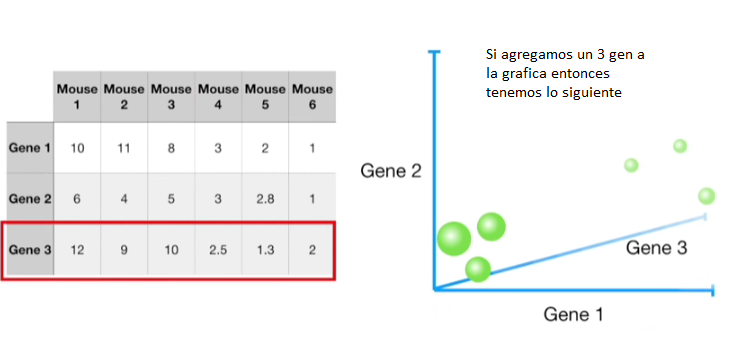 Mouse 1 Mouse 2 Mouse 3 Mouse 4 Mouse 5 Mouse 6
Gene 1 10 11 8 3 2 1
Gene 2 6 4 5 3 2.8 1
Gene 3 12 9 10 2.5 1.3 2
Si agregamos un 3 gen a
la grafica entonces
tenemos lo siguiente
Gene 2
Gene 3
Gene 1